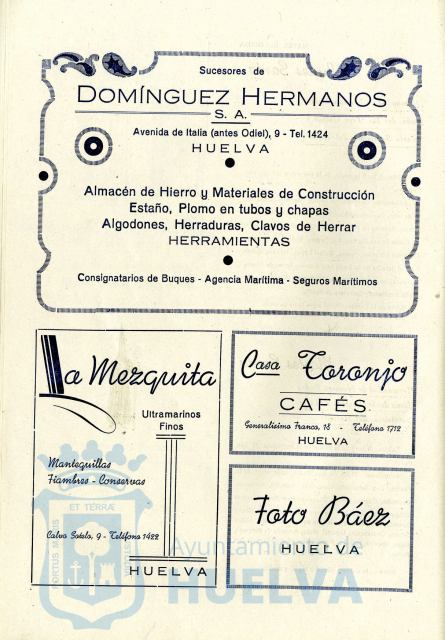 Sucesores de
DOMÍNGUEZ HERMANOS
S. A.
Avenida de Italia (antes Odiel), 9 - Tel. 1424
HUELVA
Almacén de Hierro y Materiales de Construcción
Estaño, Plomo en tubos y chapas
Algodones, Herraduras, Clavos de Herrar
HERRAMIENTAS
Consignatarios de Buques - Agencia Marítima - Seguros Marítimos
La Mezquita
Ultramarinos
Finos
Mantequillas
Fiambres - Conservas
Calvo Sotelo, 9 - Teléfono 1422
HUELVA
Casa Toronjo
CAFÉS
Generalísimo Franco, 18 - Teléfono 1712
HUELVA
Foto Báez
HUELVA
ET TERRÆ
PORTUS MARIS
Ayuntamiento de
HUELVA